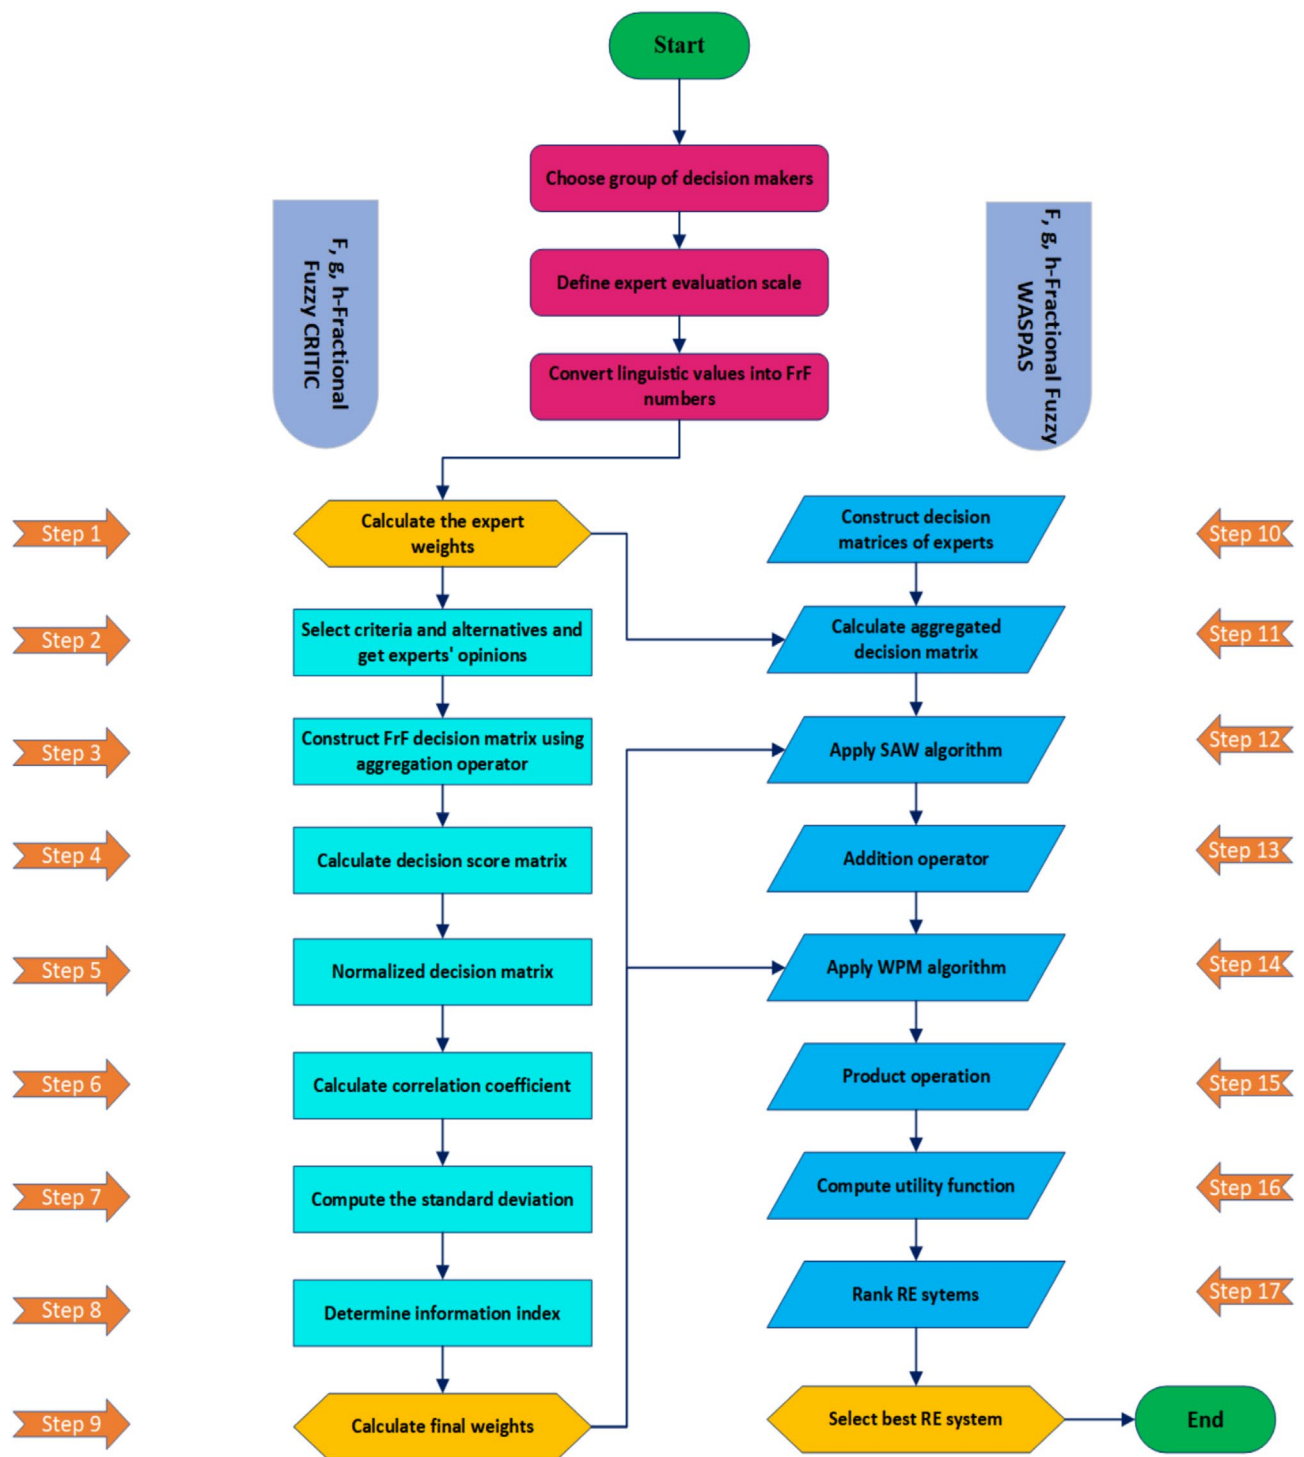 Start
Choose group of decision makers
Define expert evaluation scale
Convert linguistic values into FrF
numbers
F, g, h-Fractional
Fuzzy CRITIC
F, g, h-Fractional Fuzzy
WASPAS
Step 1
Calculate the expert
weights
Step 2
Select criteria and alternatives and
get experts' opinions
Step 3
Construct FrF decision matrix using
aggregation operator
Step 4
Calculate decision score matrix
Step 5
Normalized decision matrix
Step 6
Calculate correlation coefficient
Step 7
Compute the standard deviation
Step 8
Determine information index
Step 9
Calculate final weights
Construct decision
matrices of experts
Step 10
Calculate aggregated
decision matrix
Step 11
Apply SAW algorithm
Step 12
Addition operator
Step 13
Apply WPM algorithm
Step 14
Product operation
Step 15
Compute utility function
Step 16
Rank RE sytems
Step 17
Select best RE system
End